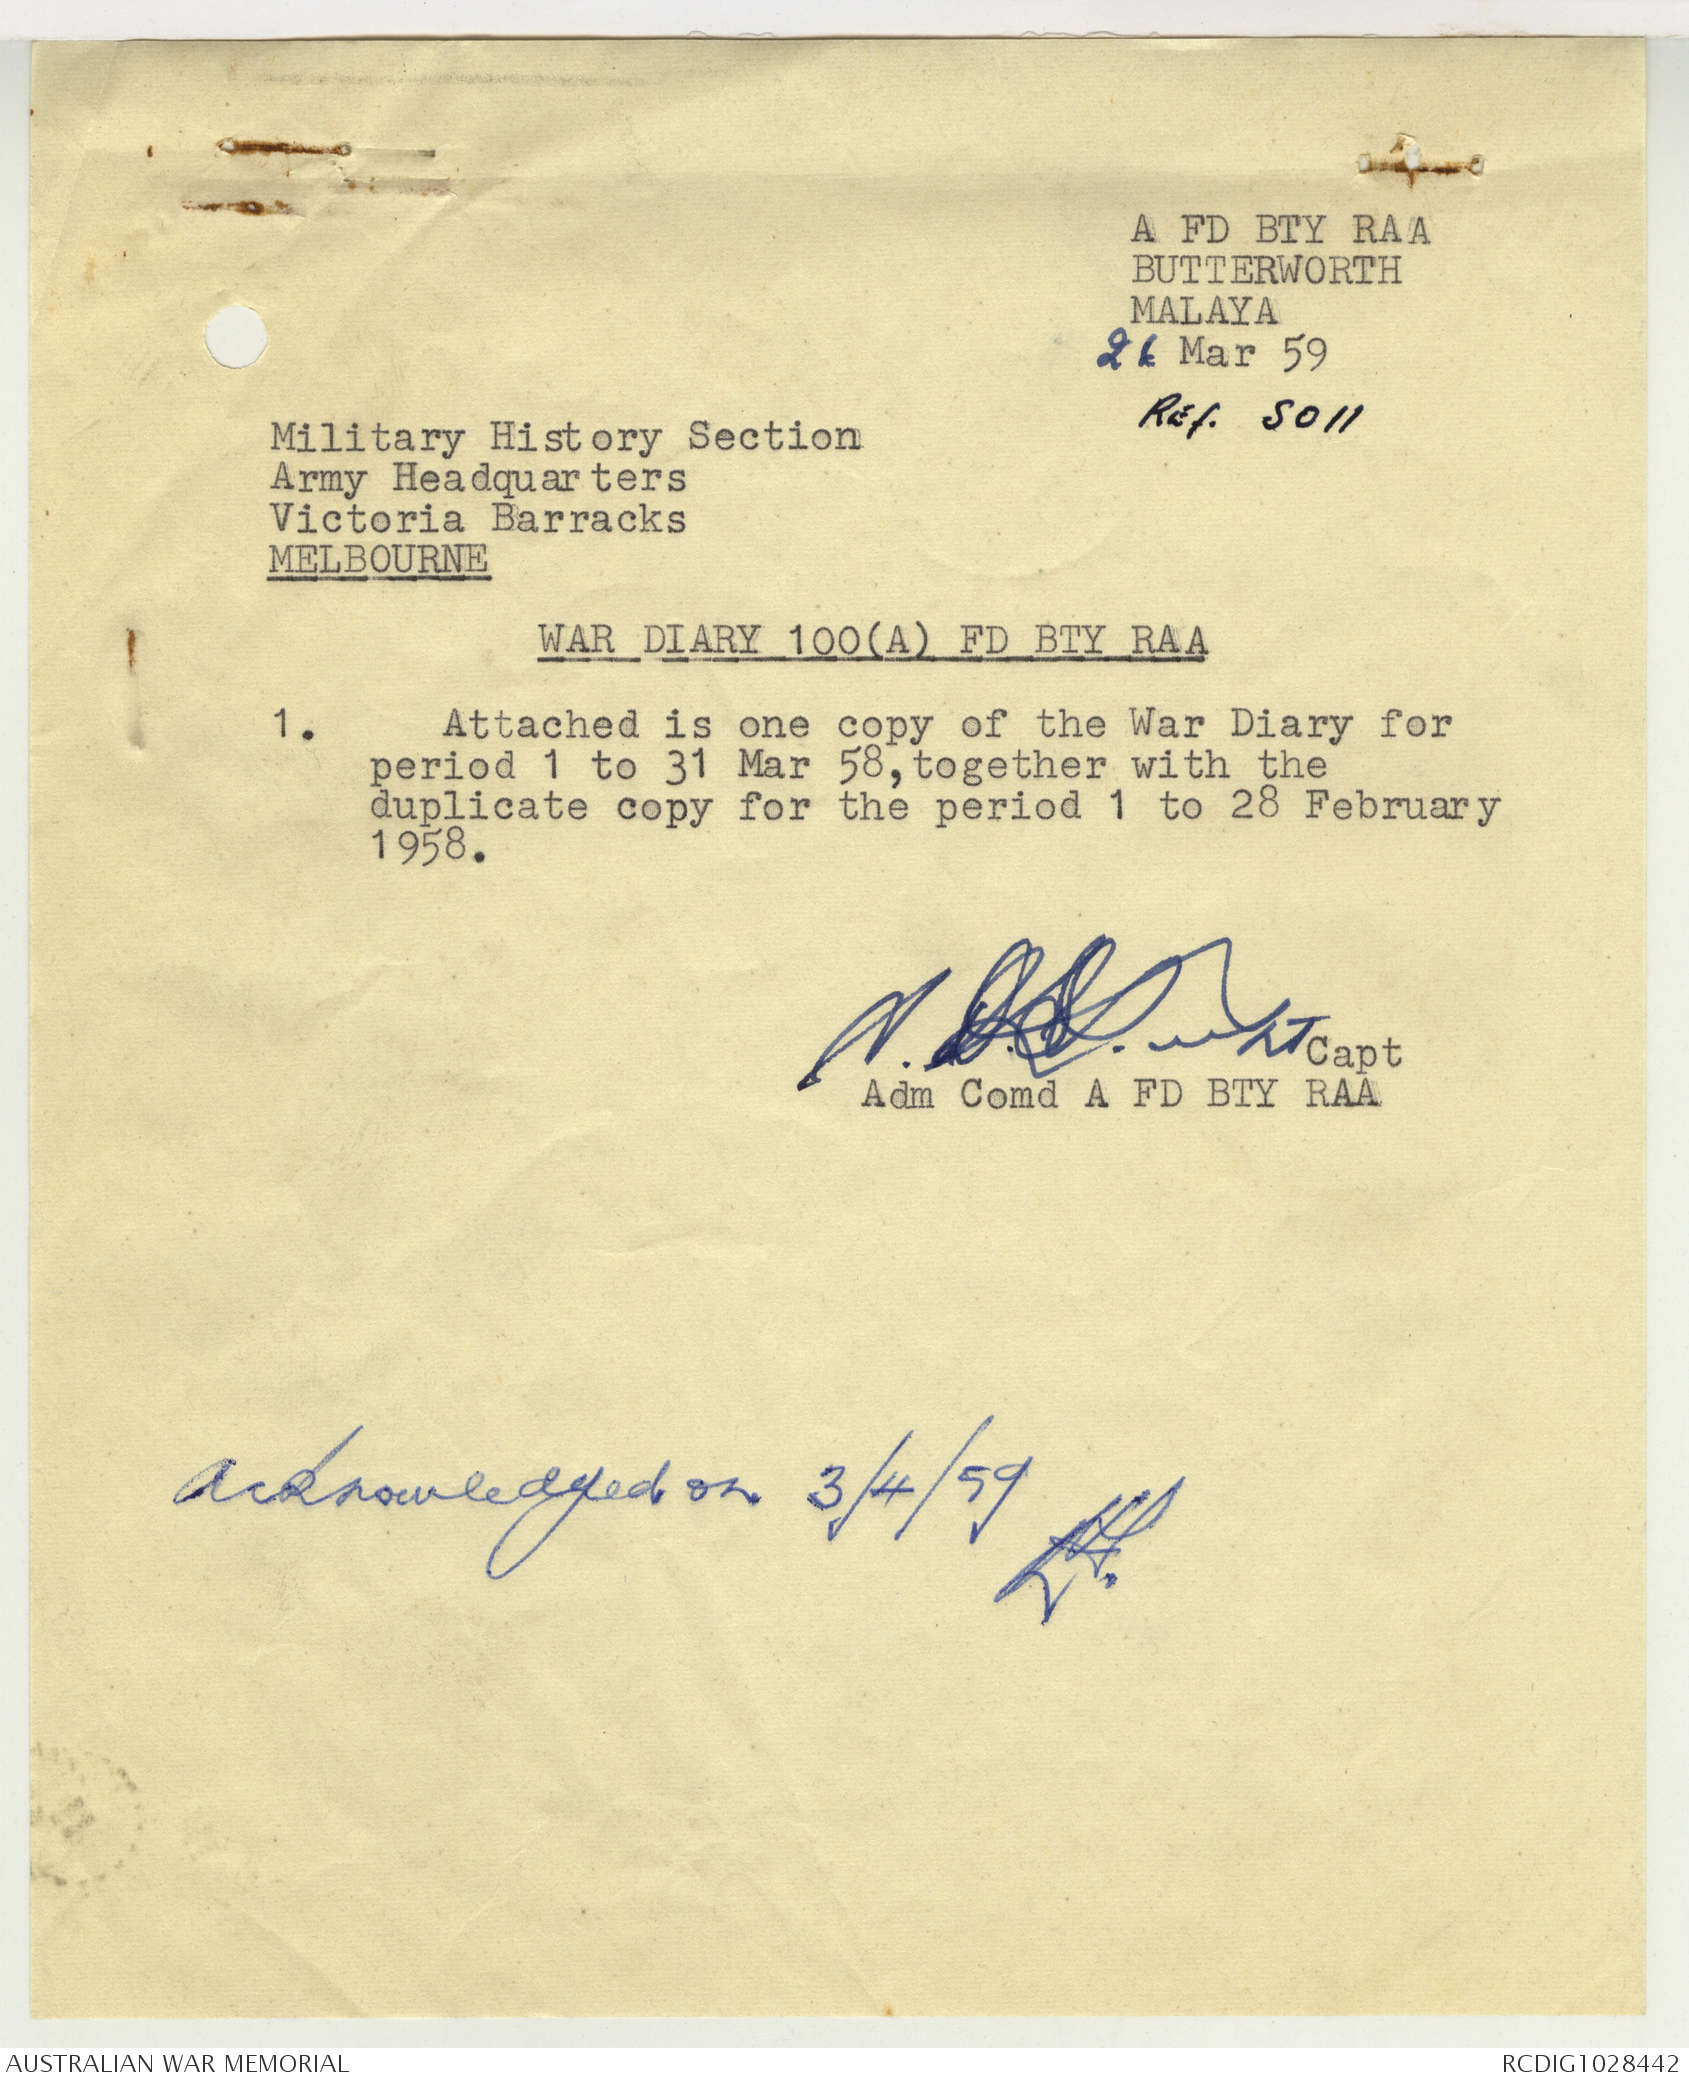 A FD BTY RAA
BUTTERWORTH
MALAYA
26 Mar 59
Ref. 5011
Military History Section
Army Headquarters
Victoria Barracks
MELBOURNE
WAR DIARY 100(A) FD BTY RAA
1. Attached is one copy of the War Diary for
period 1 to 31 Mar 58, together with the
duplicate copy for the period 1 to 28 February
1958.
Capt
Adm Comd A FD BTY RAA
Acknowledged on 3/4/59
AUSTRALIAN WAR MEMORIAL
RCDIG1028442